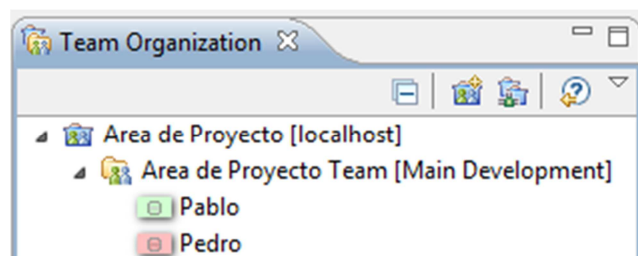 Team Organization
Area de Proyecto [localhost]
Area de Proyecto Team [Main Development]
Pablo
Pedro